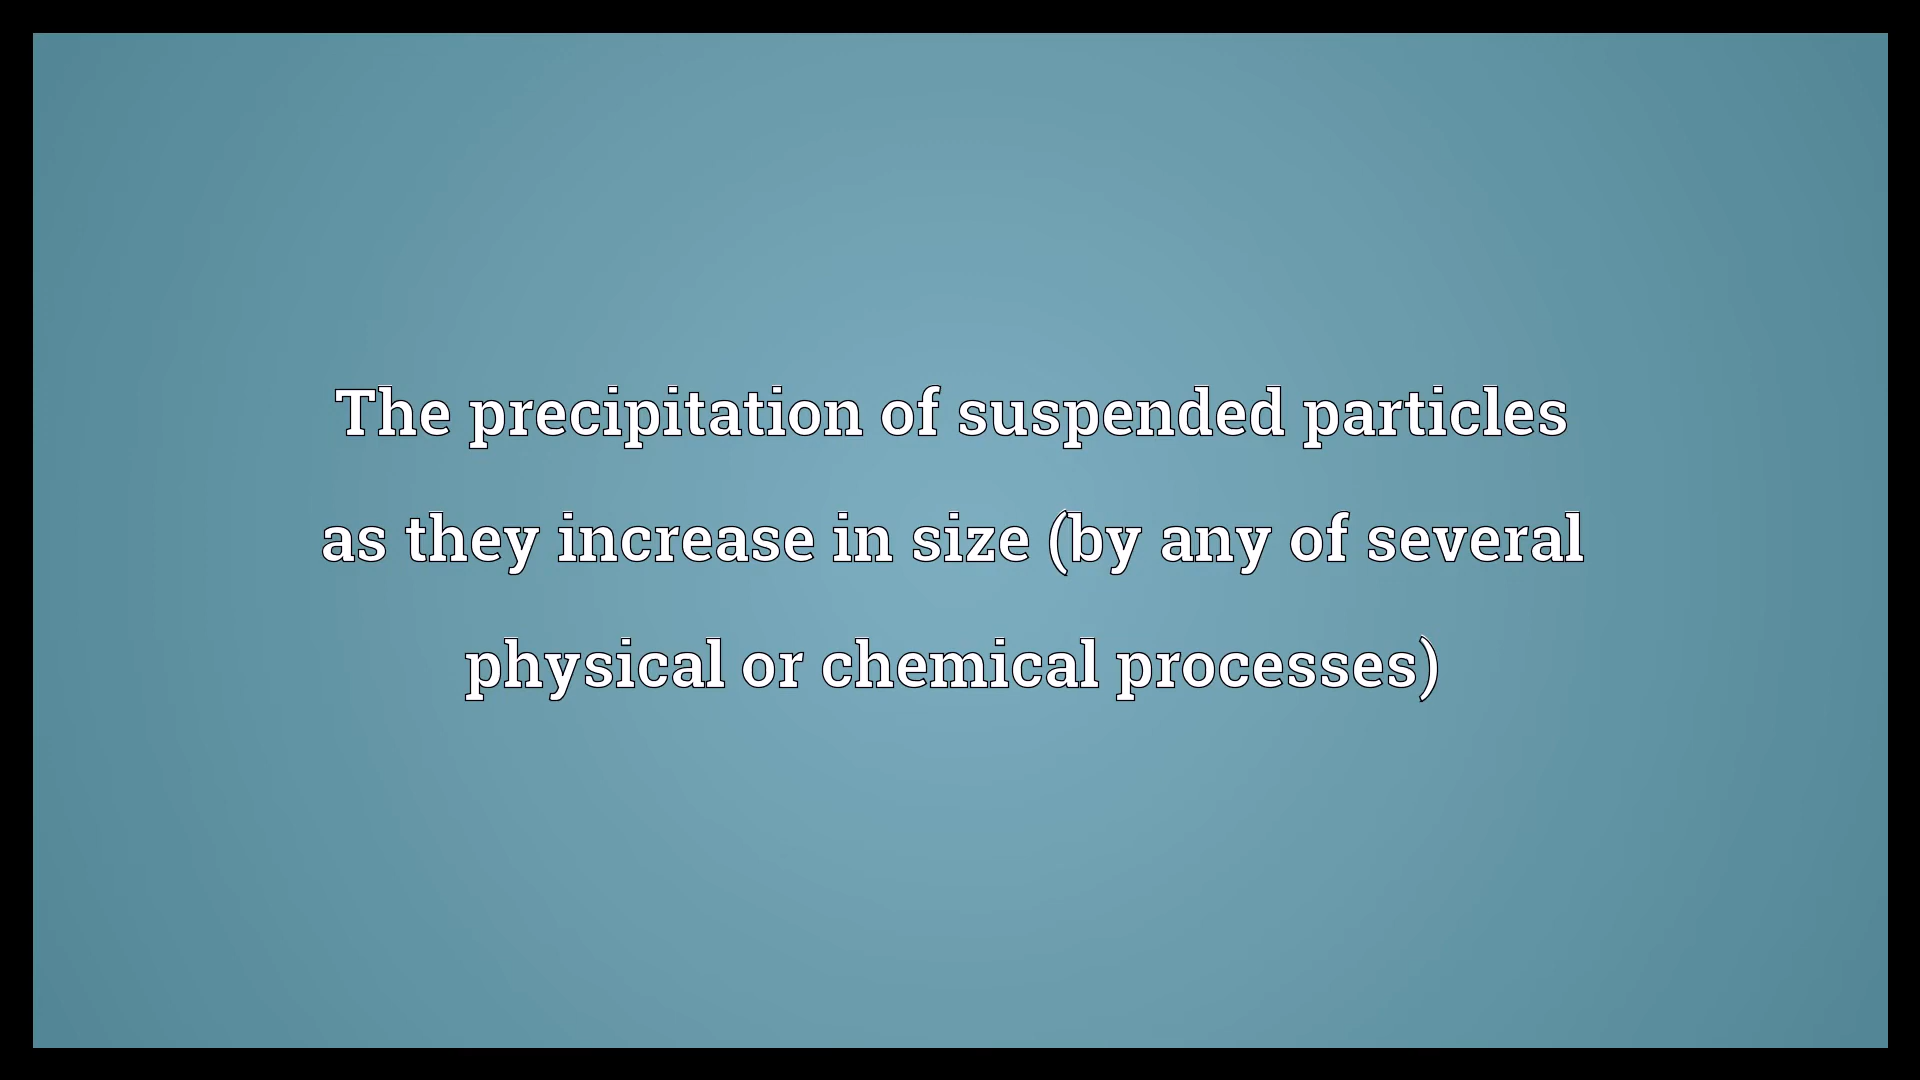 The precipitation of suspended particles
as they increase in size (by any of several
physical or chemical processes)